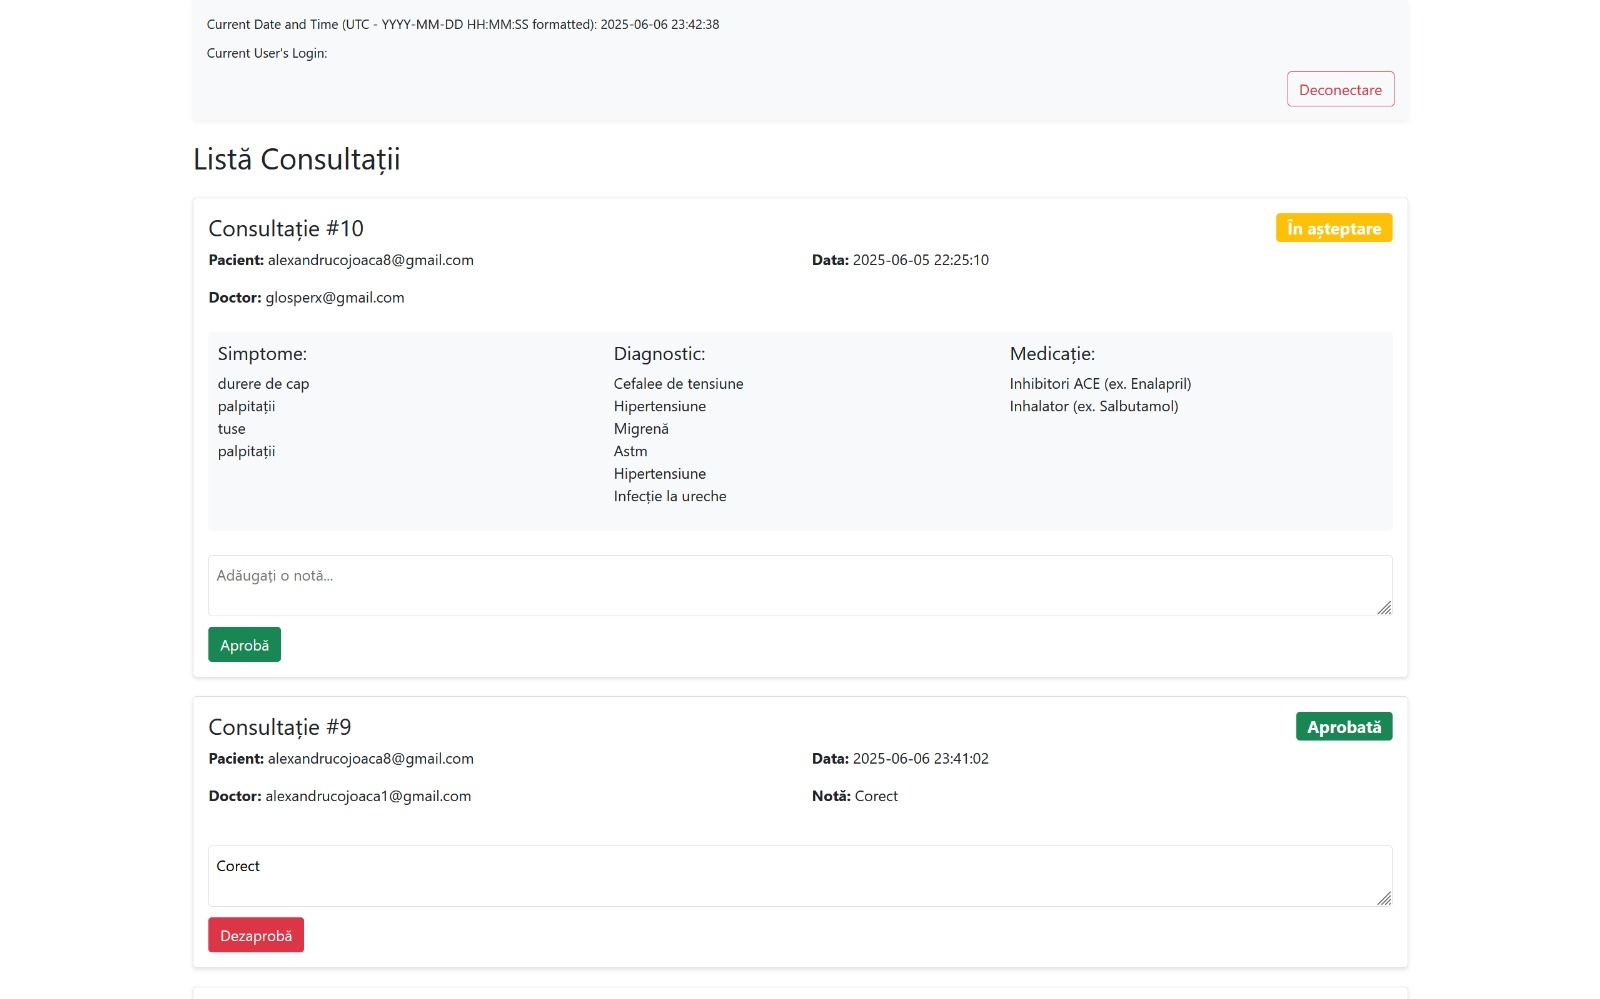 Current Date and Time (UTC - YYYY-MM-DD HH:MM:SS formatted): 2025-06-06 23:42:38
Current User's Login:
Deconectare
Listă Consultații
Consultație #10
În așteptare
Pacient: alexandrucojoaca8@gmail.com
Data: 2025-06-05 22:25:10
Doctor: glosperx@gmail.com
Simptome:
durere de cap
palpitații
tuse
palpitații
Diagnostic:
Cefalee de tensiune
Hipertensiune
Migrenă
Astm
Hipertensiune
Infecție la ureche
Medicație:
Inhibitori ACE (ex. Enalapril)
Inhalator (ex. Salbutamol)
Adăugați o notă...
Aprobă
Consultație #9
Aprobată
Pacient: alexandrucojoaca8@gmail.com
Data: 2025-06-06 23:41:02
Doctor: alexandrucojoaca1@gmail.com
Notă: Corect
Corect
Dezaprobă